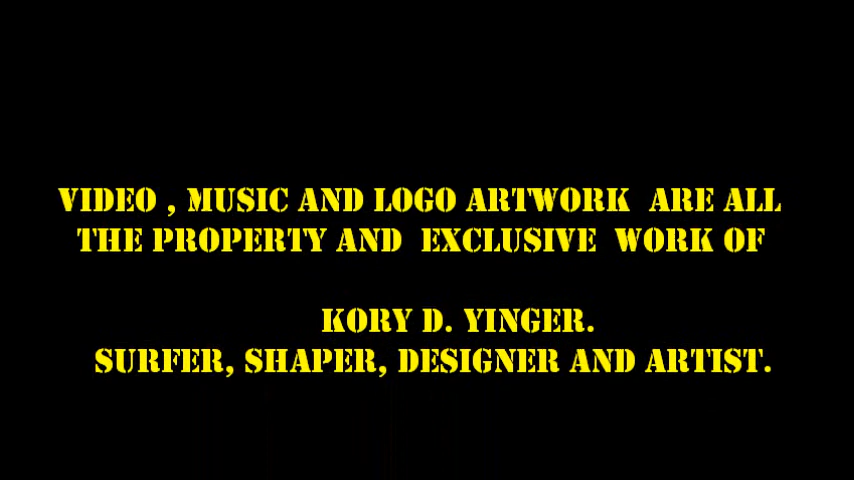 VIDEO , MUSIC AND LOGO ARTWORK  ARE ALL
THE PROPERTY AND  EXCLUSIVE  WORK OF
KORY D. YINGER.
SURFER, SHAPER, DESIGNER AND ARTIST.